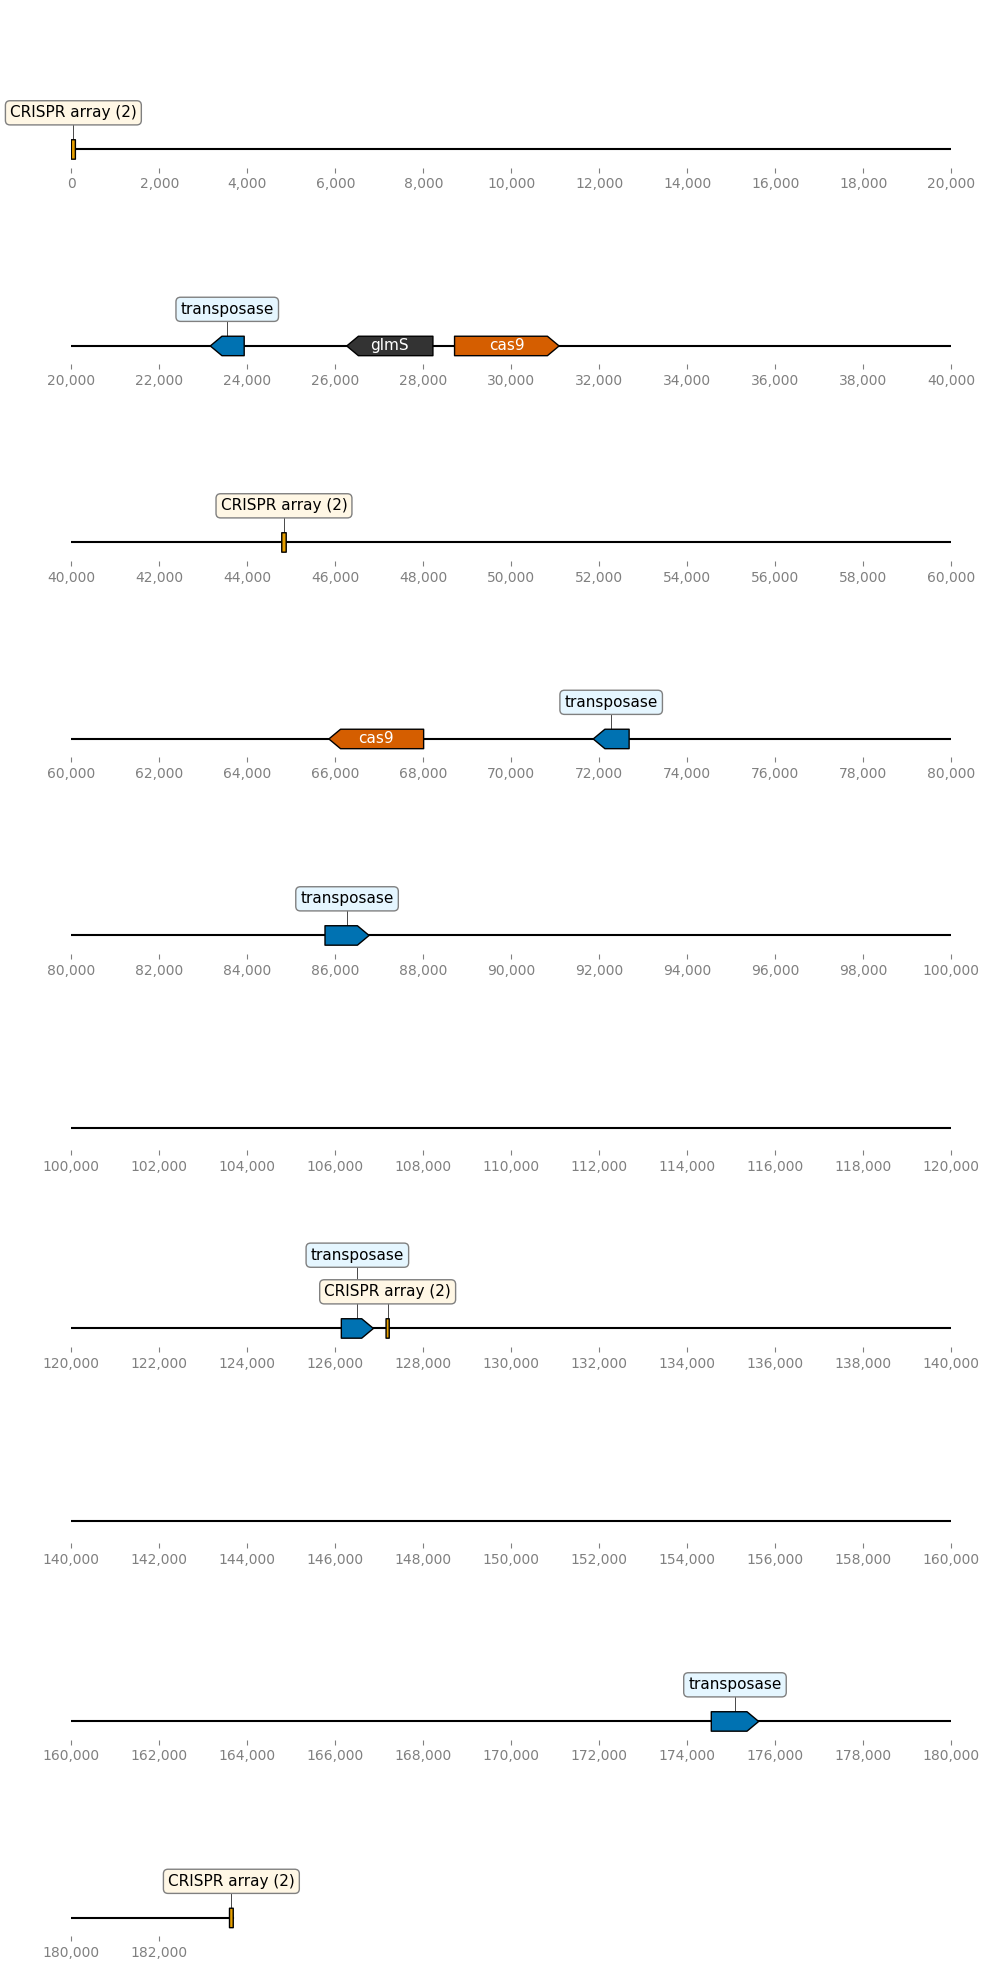 CRISPR array (2)
0 2,000 4,000 6,000 8,000 10,000 12,000 14,000 16,000 18,000 20,000
transposase
glmS cas9
20,000 22,000 24,000 26,000 28,000 30,000 32,000 34,000 36,000 38,000 40,000
CRISPR array (2)
40,000 42,000 44,000 46,000 48,000 50,000 52,000 54,000 56,000 58,000 60,000
transposase
cas9
60,000 62,000 64,000 66,000 68,000 70,000 72,000 74,000 76,000 78,000 80,000
transposase
80,000 82,000 84,000 86,000 88,000 90,000 92,000 94,000 96,000 98,000 100,000
100,000 102,000 104,000 106,000 108,000 110,000 112,000 114,000 116,000 118,000 120,000
transposase
CRISPR array (2)
120,000 122,000 124,000 126,000 128,000 130,000 132,000 134,000 136,000 138,000 140,000
140,000 142,000 144,000 146,000 148,000 150,000 152,000 154,000 156,000 158,000 160,000
transposase
160,000 162,000 164,000 166,000 168,000 170,000 172,000 174,000 176,000 178,000 180,000
CRISPR array (2)
180,000 182,000